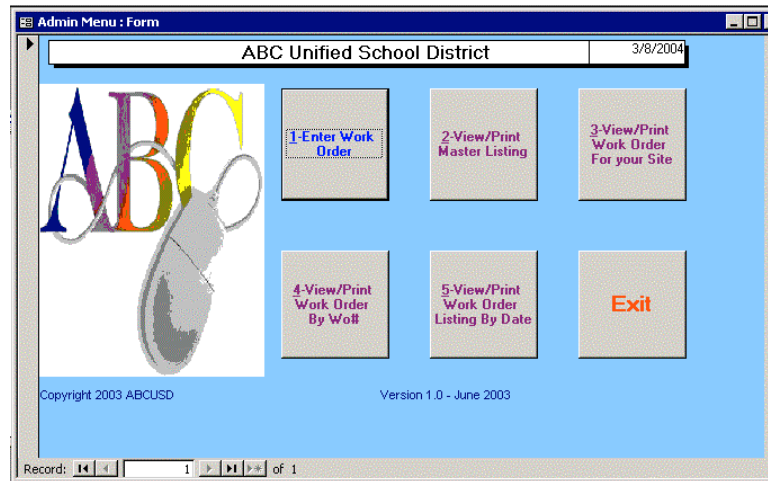 Admin Menu : Form
ABC Unified School District
3/8/2004
ABC
1-Enter Work
Order
2-View/Print
Master Listing
3-View/Print
Work Order
For your Site
4-View/Print
Work Order
By Wo#
5-View/Print
Work Order
Listing By Date
Exit
Copyright 2003 ABCUSD
Version 1.0 - June 2003
Record: 1 of 1